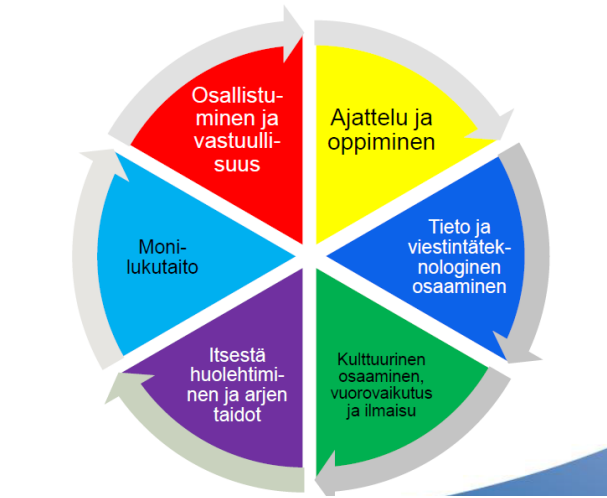 Osallistu-
minen ja
vastuulli-
suus
Ajattelu ja
oppiminen
Tieto ja
viestintätek-
nologinen
osaaminen
Kulttuurinen
osaaminen,
vuorovaikutus
ja ilmaisu
Itsestä
huolehtimi-
nen ja arjen
taidot
Moni-
lukutaito